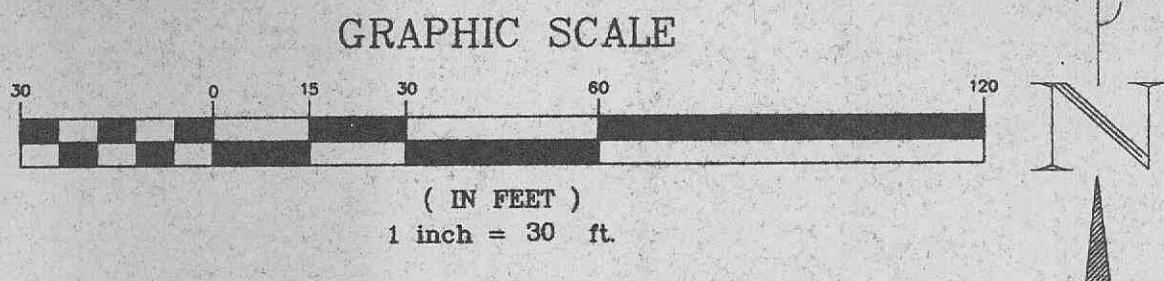 GRAPHIC SCALE
30 0 15 30 60 120
N
( IN FEET )
1 inch = 30 ft.